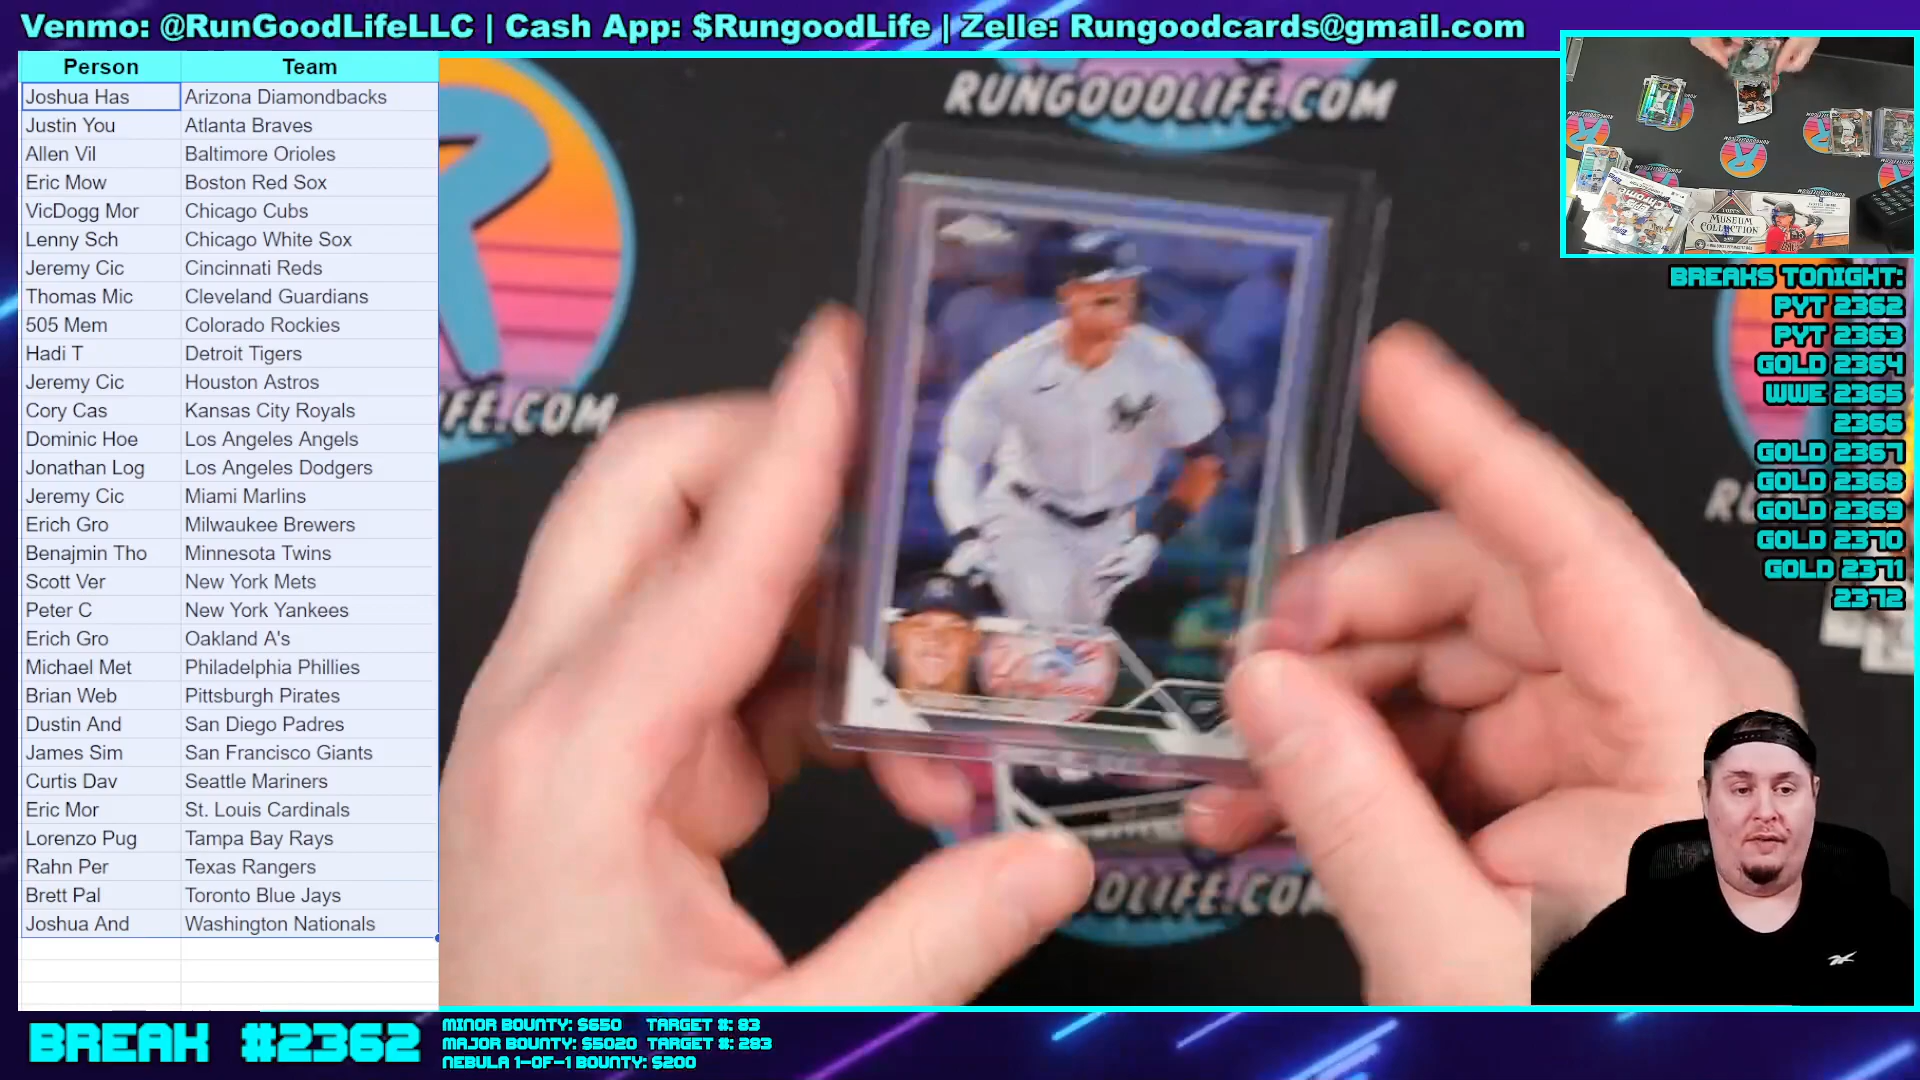 Venmo: @RunGoodLifeLLC | Cash App: $RungoodLife | Zelle: Rungoodcards@gmail.com
Person Team
Joshua Has Arizona Diamondbacks
Justin You Atlanta Braves
Allen Vil Baltimore Orioles
Eric Mow Boston Red Sox
VicDogg Mor Chicago Cubs
Lenny Sch Chicago White Sox
Jeremy Cic Cincinnati Reds
Thomas Mic Cleveland Guardians
505 Mem Colorado Rockies
Hadi T Detroit Tigers
Jeremy Cic Houston Astros
Cory Cas Kansas City Royals
Dominic Hoe Los Angeles Angels
Jonathan Log Los Angeles Dodgers
Jeremy Cic Miami Marlins
Erich Gro Milwaukee Brewers
Benajmin Tho Minnesota Twins
Scott Ver New York Mets
Peter C New York Yankees
Erich Gro Oakland A's
Michael Met Philadelphia Phillies
Brian Web Pittsburgh Pirates
Dustin And San Diego Padres
James Sim San Francisco Giants
Curtis Dav Seattle Mariners
Eric Mor St. Louis Cardinals
Lorenzo Pug Tampa Bay Rays
Rahn Per Texas Rangers
Brett Pal Toronto Blue Jays
Joshua And Washington Nationals
RUNGOODLIFE.COM
IFE.COM
OLIFE.COM
MUSEUM
COLLECTION
BREAKS TONIGHT:
PYT 2362
PYT 2363
GOLD 2364
WWE 2365
2366
GOLD 2367
GOLD 2368
GOLD 2369
GOLD 2370
GOLD 2371
2372
BREAK #2362
MINOR BOUNTY: $650 TARGET #: 83
MAJOR BOUNTY: $5020 TARGET #: 283
NEBULA 1-OF-1 BOUNTY: $200